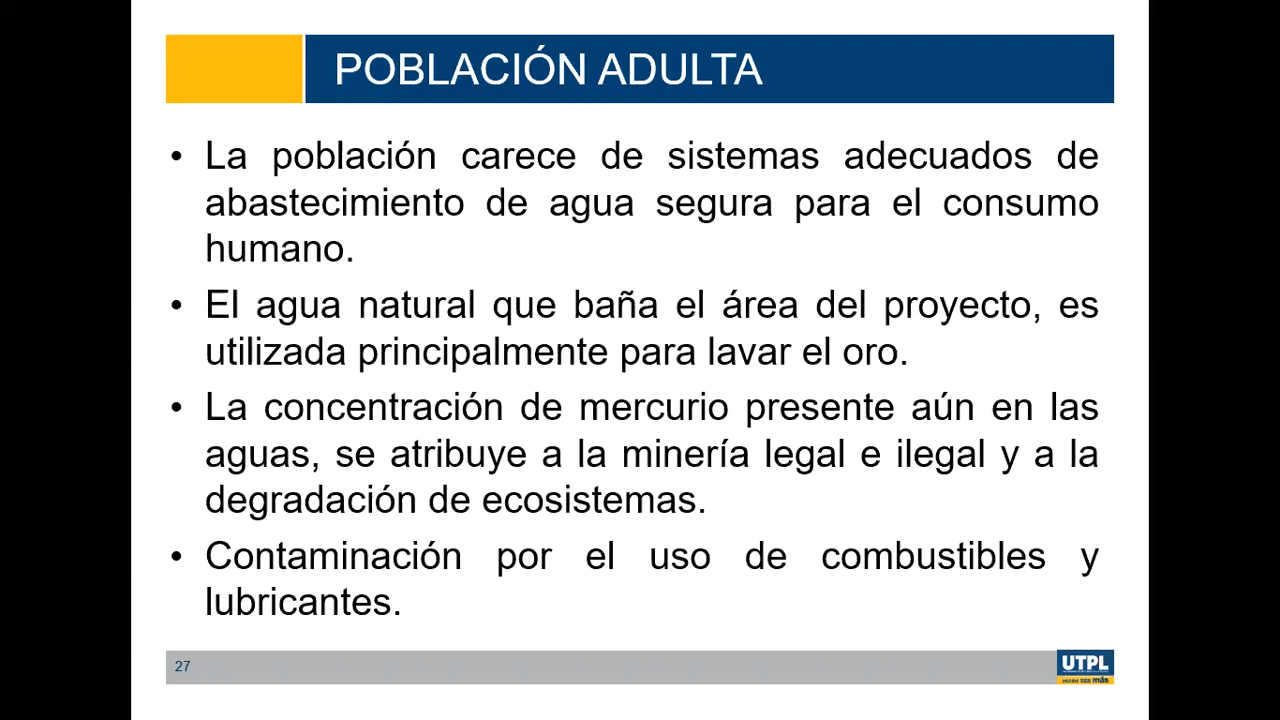 POBLACIÓN ADULTA
• La población carece de sistemas adecuados de
abastecimiento de agua segura para el consumo
humano.
• El agua natural que baña el área del proyecto, es
utilizada principalmente para lavar el oro.
• La concentración de mercurio presente aún en las
aguas, se atribuye a la minería legal e ilegal y a la
degradación de ecosistemas.
• Contaminación por el uso de combustibles y
lubricantes.
27
UTPL